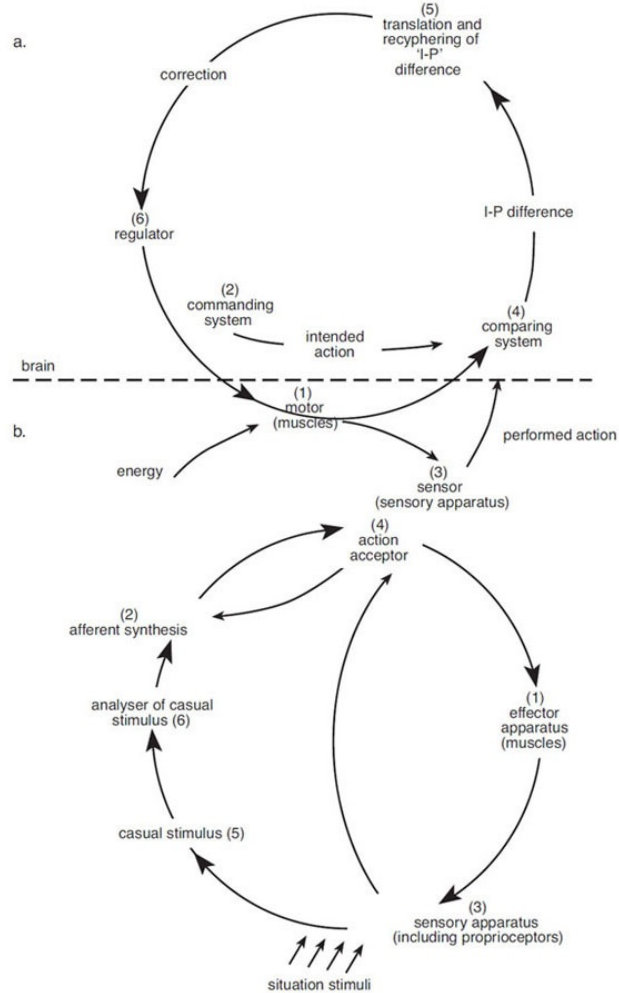 a.
(5)
translation and
recyphering of
'I-P'
difference
correction
(6)
regulator
I-P difference
(2)
commanding
system
intended
action
(4)
comparing
system
brain
(1)
motor
(muscles)
b.
energy
performed action
(3)
sensor
(sensory apparatus)
(4)
action
acceptor
(2)
afferent synthesis
analyser of casual
stimulus (6)
(1)
effector
apparatus
(muscles)
casual stimulus (5)
(3)
sensory apparatus
(including proprioceptors)
situation stimuli